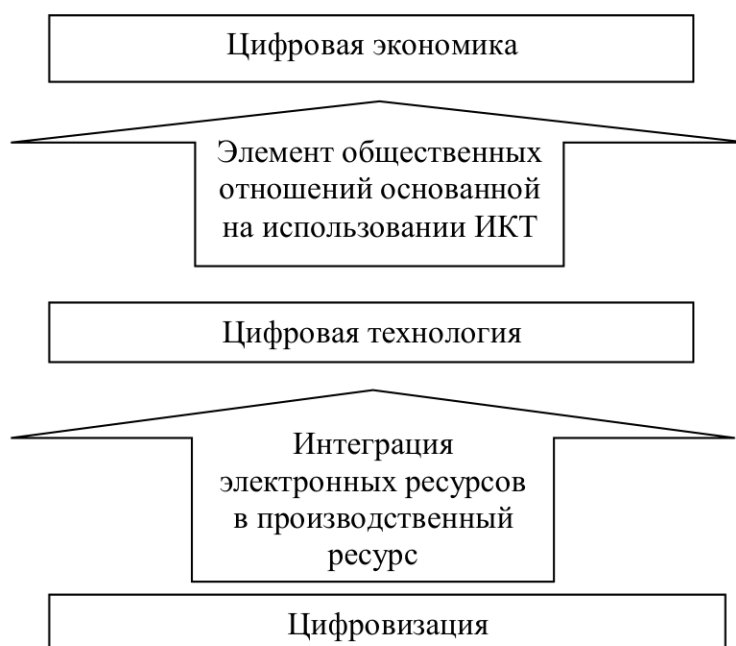 Цифровая экономика
Элемент общественных
отношений основанной
на использовании ИКТ
Цифровая технология
Интеграция
электронных ресурсов
в производственный
ресурс
Цифровизация